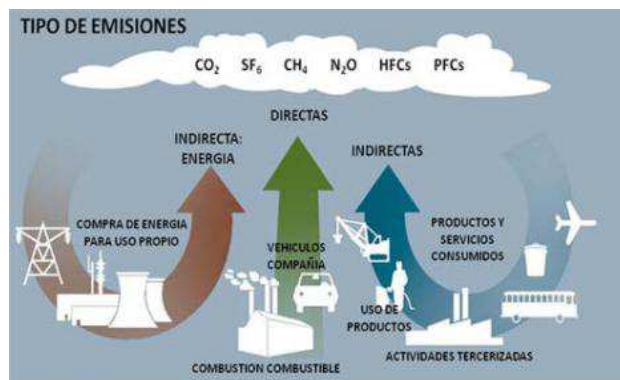 TIPO DE EMISIONES
CO2 SF6 CH4 N2O HFCs PFCs
DIRECTAS
INDIRECTA:
ENERGIA
INDIRECTAS
COMPRA DE ENERGIA
PARA USO PROPIO
VEHICULOS
COMPAÑIA
PRODUCTOS Y
SERVICIOS
CONSUMIDOS
USO DE
PRODUCTOS
COMBUSTION COMBUSTIBLE
ACTIVIDADES TERCERIZADAS